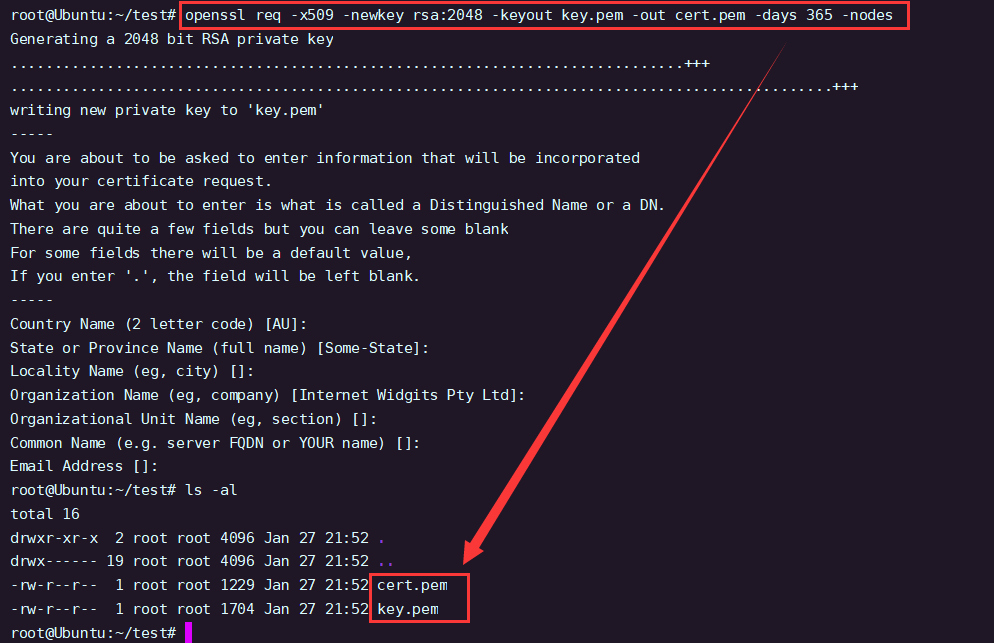 root@Ubuntu:~/test# openssl req -x509 -newkey rsa:2048 -keyout key.pem -out cert.pem -days 365 -nodes
Generating a 2048 bit RSA private key
.............................................................................+++
..............................................................................................+++
writing new private key to 'key.pem'
-----
You are about to be asked to enter information that will be incorporated
into your certificate request.
What you are about to enter is what is called a Distinguished Name or a DN.
There are quite a few fields but you can leave some blank
For some fields there will be a default value,
If you enter '.', the field will be left blank.
-----
Country Name (2 letter code) [AU]:
State or Province Name (full name) [Some-State]:
Locality Name (eg, city) []:
Organization Name (eg, company) [Internet Widgits Pty Ltd]:
Organizational Unit Name (eg, section) []:
Common Name (e.g. server FQDN or YOUR name) []:
Email Address []:
root@Ubuntu:~/test# ls -al
total 16
drwxr-xr-x  2 root root 4096 Jan 27 21:52 .
drwx------ 19 root root 4096 Jan 27 21:52 ..
-rw-r--r--  1 root root 1229 Jan 27 21:52 cert.pem
-rw-r--r--  1 root root 1704 Jan 27 21:52 key.pem
root@Ubuntu:~/test#